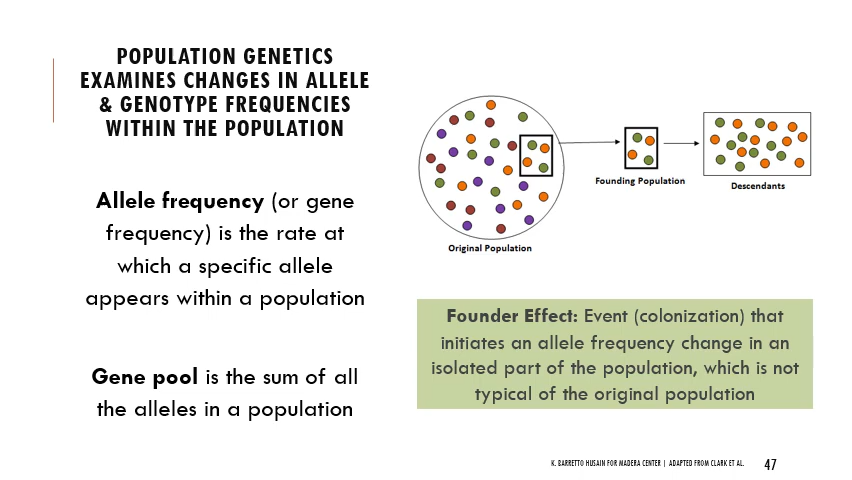 POPULATION GENETICS
EXAMINES CHANGES IN ALLELE
& GENOTYPE FREQUENCIES
WITHIN THE POPULATION
Allele frequency (or gene
frequency) is the rate at
which a specific allele
appears within a population
Gene pool is the sum of all
the alleles in a population
Original Population
Founding Population
Descendants
Founder Effect: Event (colonization) that
initiates an allele frequency change in an
isolated part of the population, which is not
typical of the original population
K. BARRETTO HUSAIN FOR MADERA CENTER | ADAPTED FROM CLARK ET AL.
47